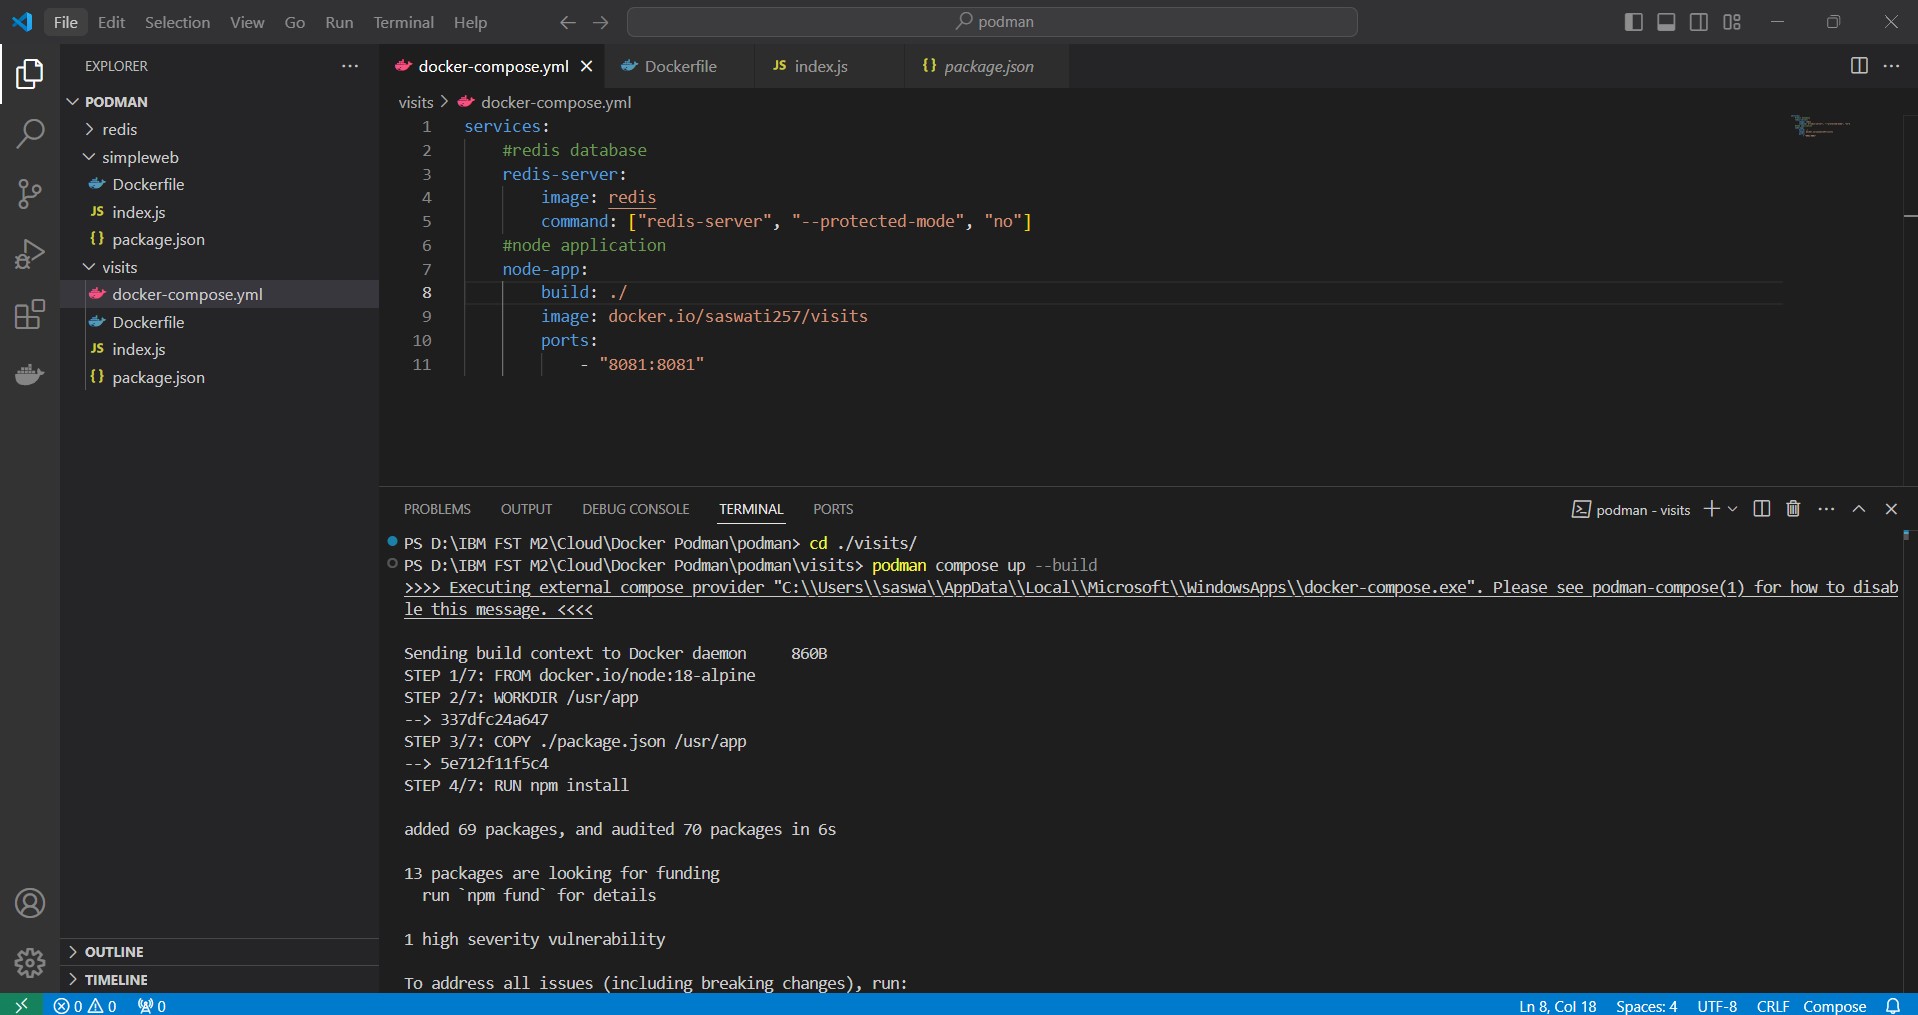 File Edit Selection View Go Run Terminal Help
podman
EXPLORER
PODMAN
redis
simpleweb
Dockerfile
JS index.js
{} package.json
visits
docker-compose.yml
Dockerfile
JS index.js
{} package.json
OUTLINE
TIMELINE
docker-compose.yml Dockerfile JS index.js {} package.json
visits > docker-compose.yml
1 services:
2 #redis database
3 redis-server:
4 image: redis
5 command: ["redis-server", "--protected-mode", "no"]
6 #node application
7 node-app:
8 build: ./
9 image: docker.io/saswati257/visits
10 ports:
11 - "8081:8081"
PROBLEMS OUTPUT DEBUG CONSOLE TERMINAL PORTS
podman - visits
PS D:\IBM FST M2\Cloud\Docker Podman\podman> cd ./visits/
PS D:\IBM FST M2\Cloud\Docker Podman\podman\visits> podman compose up --build
>>>> Executing external compose provider "C:\\Users\\saswa\\AppData\\Local\\Microsoft\\WindowsApps\\docker-compose.exe". Please see podman-compose(1) for how to disab
le this message. <<<<
Sending build context to Docker daemon 860B
STEP 1/7: FROM docker.io/node:18-alpine
STEP 2/7: WORKDIR /usr/app
--> 337dfc24a647
STEP 3/7: COPY ./package.json /usr/app
--> 5e712f11f5c4
STEP 4/7: RUN npm install
added 69 packages, and audited 70 packages in 6s
13 packages are looking for funding
run `npm fund` for details
1 high severity vulnerability
To address all issues (including breaking changes), run:
0 0 0
Ln 8, Col 18 Spaces: 4 UTF-8 CRLF Compose